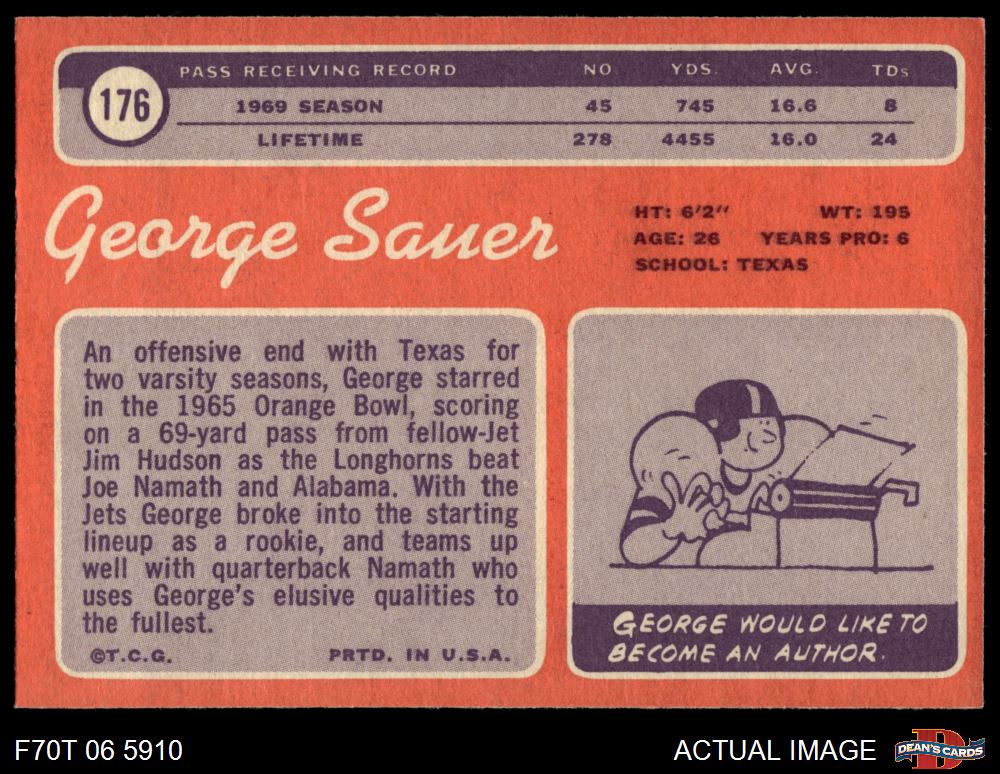 176
PASS RECEIVING RECORD NO. YDS. AVG. TDs
1969 SEASON 45 745 16.6 8
LIFETIME 278 4455 16.0 24
George Sauer
HT: 6'2" WT: 195
AGE: 26 YEARS PRO: 6
SCHOOL: TEXAS
An offensive end with Texas for
two varsity seasons, George starred
in the 1965 Orange Bowl, scoring
on a 69-yard pass from fellow-Jet
Jim Hudson as the Longhorns beat
Joe Namath and Alabama. With the
Jets George broke into the starting
lineup as a rookie, and teams up
well with quarterback Namath who
uses George's elusive qualities to
the fullest.
©T.C.G. PRTD. IN U.S.A.
GEORGE WOULD LIKE TO
BECOME AN AUTHOR.
F70T 06 5910 ACTUAL IMAGE
D
DEAN'S CARDS